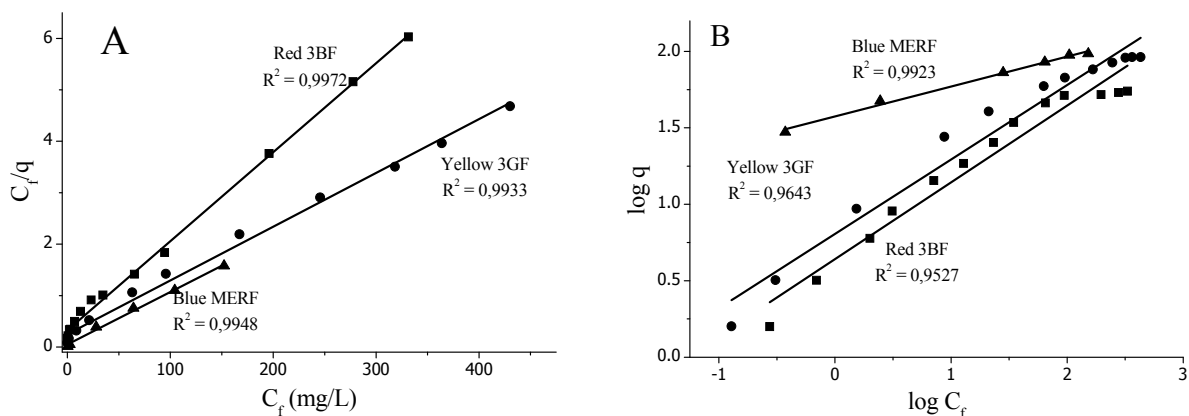 A
6
4
2
0
0
100
200
300
400
C_f/q
C_f (mg/L)
Red 3BF
R² = 0,9972
Yellow 3GF
R² = 0,9933
Blue MERF
R² = 0,9948
B
2.0
1.5
1.0
0.5
0.0
-1
0
1
2
3
log q
log C_f
Blue MERF
R² = 0,9923
Yellow 3GF
R² = 0,9643
Red 3BF
R² = 0,9527